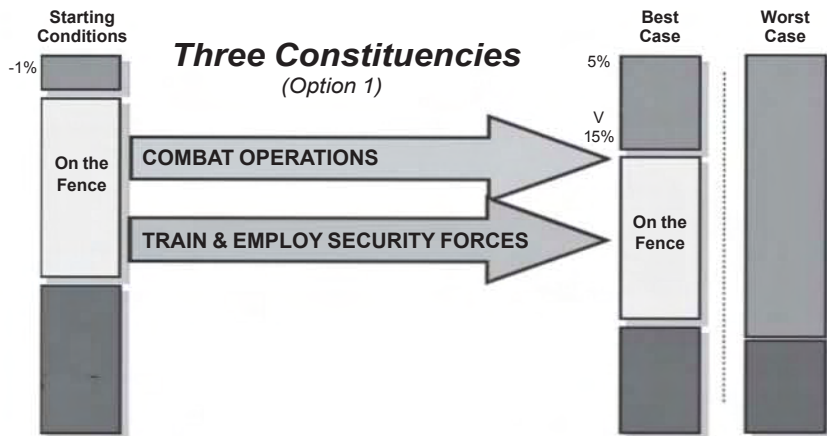 Starting
Conditions
-1%
On the
Fence
Three Constituencies
(Option 1)
COMBAT OPERATIONS
TRAIN & EMPLOY SECURITY FORCES
Best
Case
5%
V
15%
On the
Fence
Worst
Case